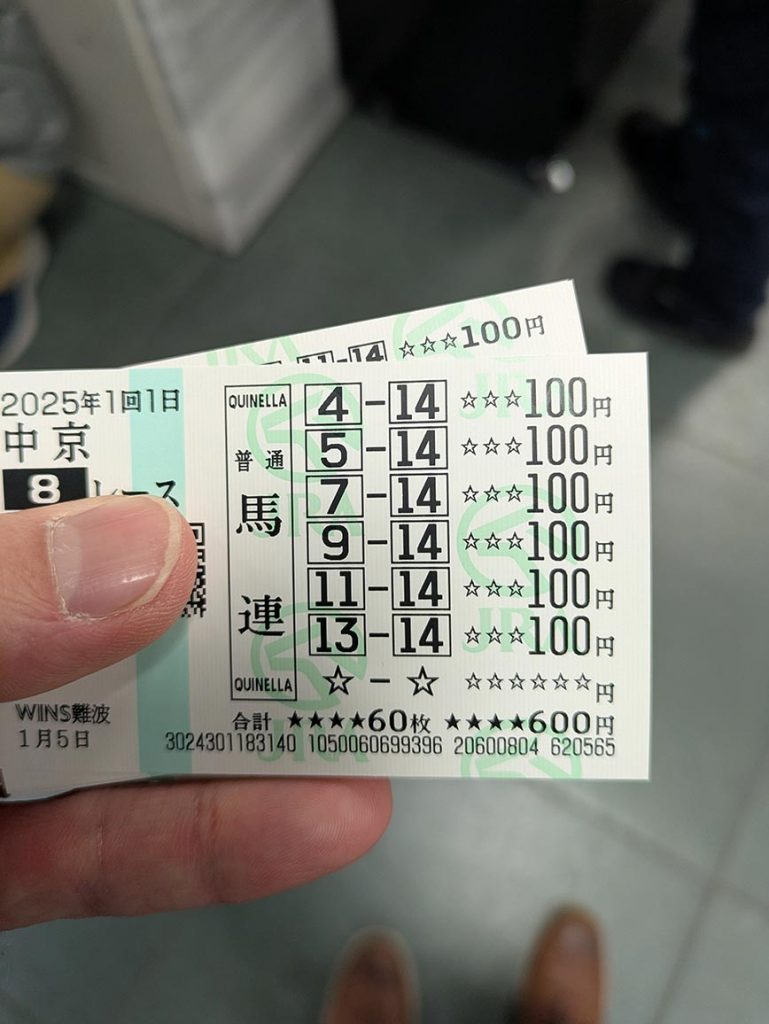 11-14 ☆☆☆100円
2025年1回1日
中京
8 レース
QUINELLA
普通
馬
連
QUINELLA
4-14 ☆☆☆100円
5-14 ☆☆☆100円
7-14 ☆☆☆100円
9-14 ☆☆☆100円
11-14 ☆☆☆100円
13-14 ☆☆☆100円
☆-☆ ☆☆☆☆☆☆円
合計 ★★★★60枚 ★★★★600円
WINS難波
1月5日
3024301183140 1050060699396 20600804 620565
JRA